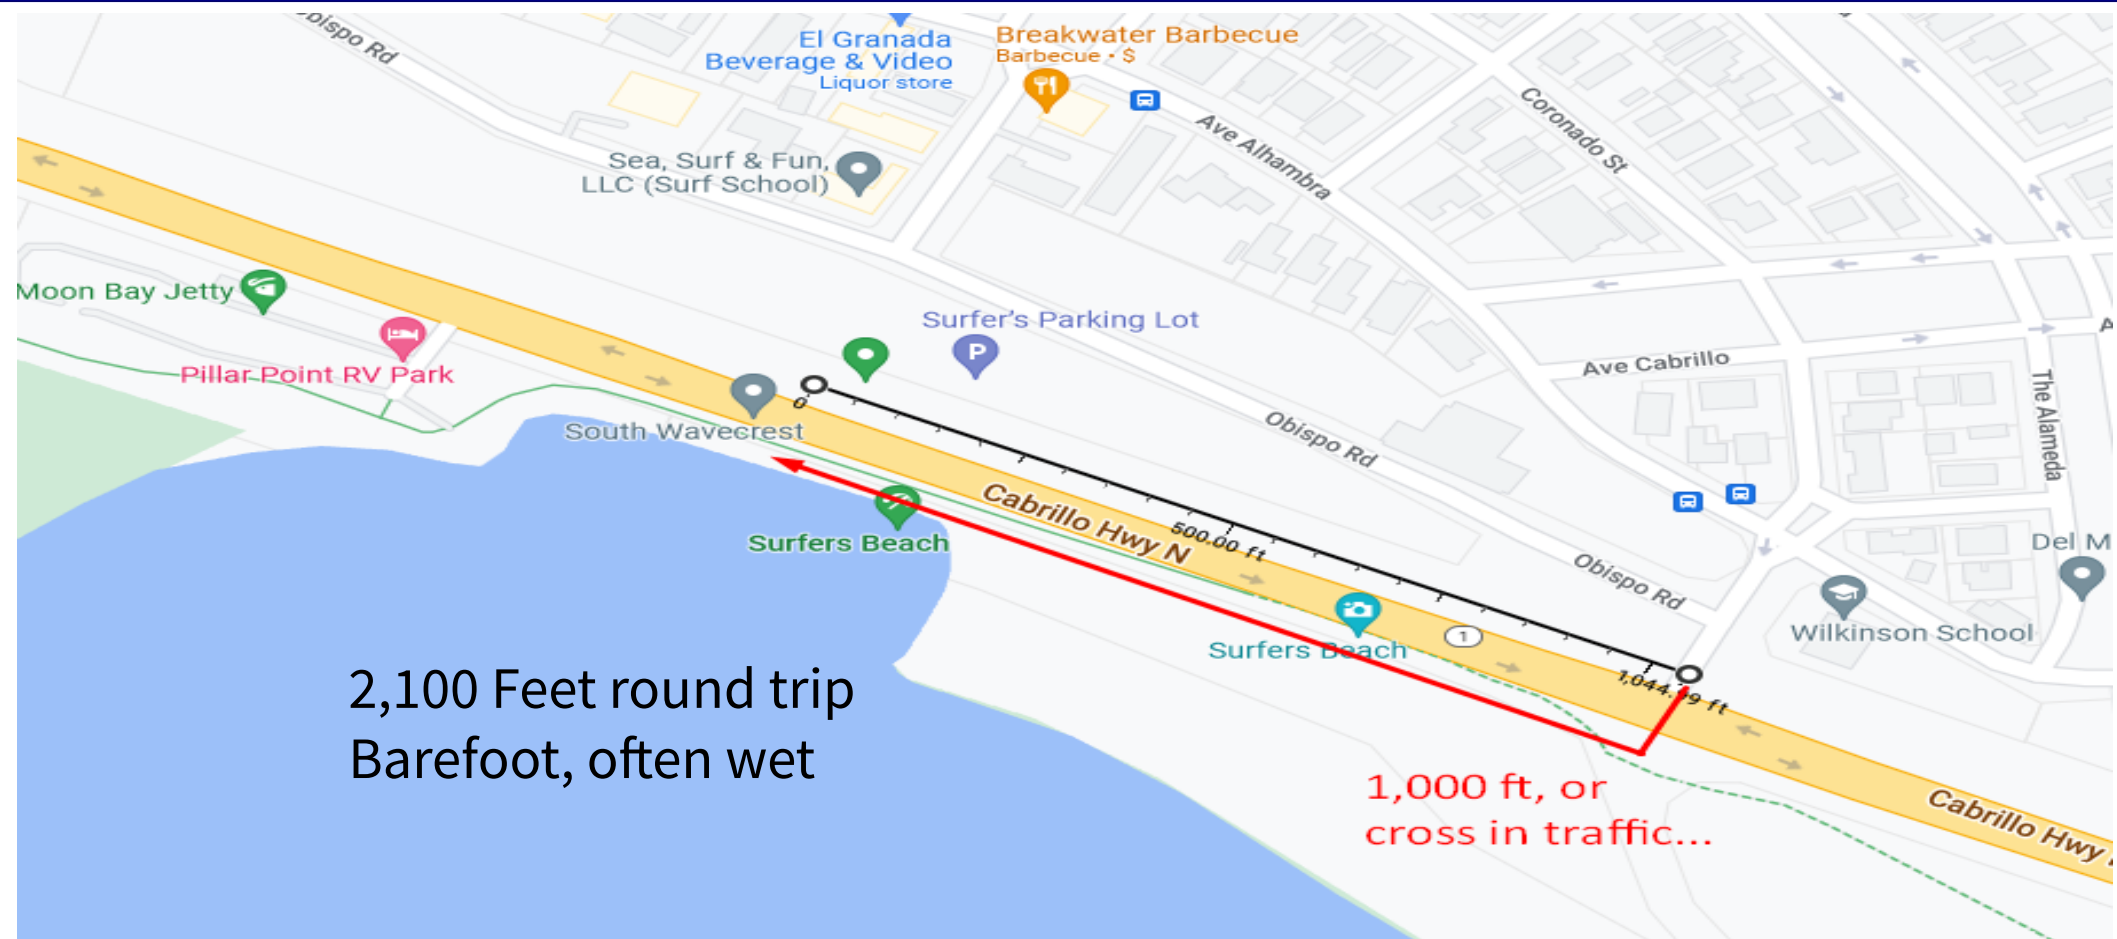 Obispo Rd
El Granada
Beverage & Video
Liquor store
Breakwater Barbecue
Barbecue · $
Sea, Surf & Fun,
LLC (Surf School)
Ave Alhambra
Coronado St
Moon Bay Jetty
Pillar Point RV Park
Surfer's Parking Lot
P
South Wavecrest
0
Surfers Beach
Cabrillo Hwy N
500.00 ft
Obispo Rd
Ave Cabrillo
The Alameda
A
Obispo Rd
Del M
Wilkinson School
1
Surfers Beach
ft
2,100 Feet round trip
Barefoot, often wet
1,000 ft, or
cross in traffic...
Cabrillo Hwy